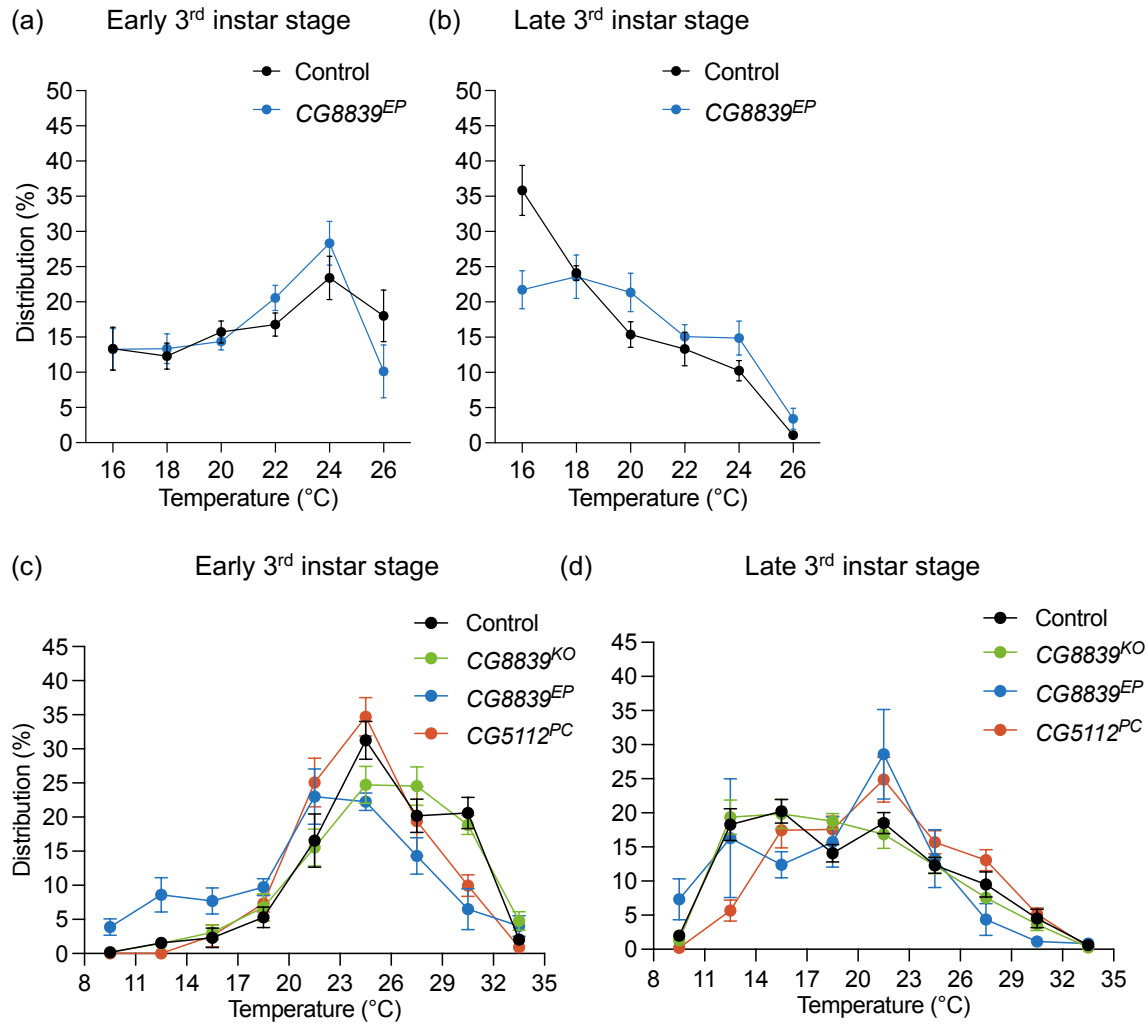 (a) Early 3rd instar stage
Control
CG8839EP
50
45
40
35
30
25
20
15
10
5
0
Distribution (%)
16 18 20 22 24 26
Temperature (°C)
(b) Late 3rd instar stage
Control
CG8839EP
50
45
40
35
30
25
20
15
10
5
0
16 18 20 22 24 26
Temperature (°C)
(c) Early 3rd instar stage
Control
CG8839KO
CG8839EP
CG5112PC
45
40
35
30
25
20
15
10
5
0
Distribution (%)
8 11 14 17 20 23 26 29 32 35
Temperature (°C)
(d) Late 3rd instar stage
Control
CG8839KO
CG8839EP
CG5112PC
45
40
35
30
25
20
15
10
5
0
8 11 14 17 20 23 26 29 32 35
Temperature (°C)